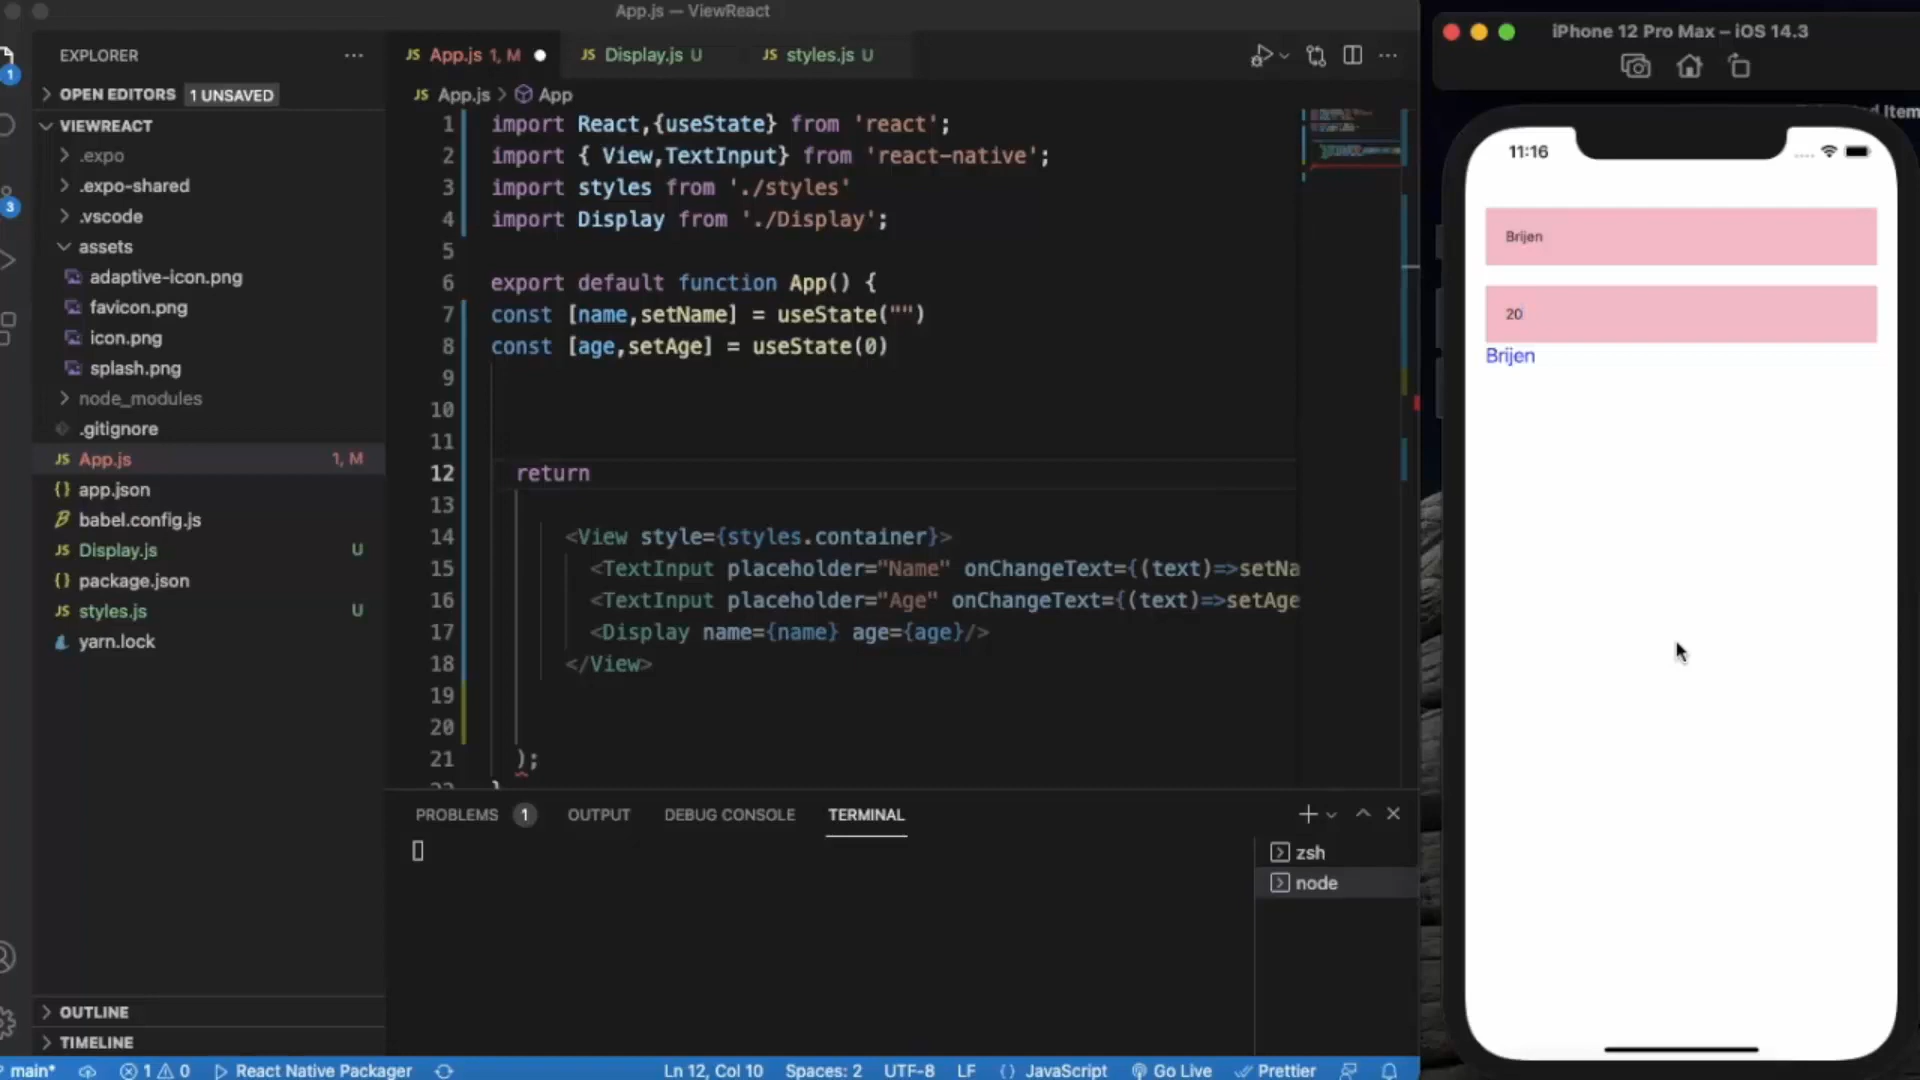 App.js — ViewReact
EXPLORER
OPEN EDITORS 1 UNSAVED
VIEWREACT
.expo
.expo-shared
.vscode
assets
adaptive-icon.png
favicon.png
icon.png
splash.png
node_modules
.gitignore
JS App.js 1, M
{} app.json
babel.config.js
JS Display.js U
{} package.json
JS styles.js U
yarn.lock
OUTLINE
TIMELINE
1
3
JS App.js 1, M
JS Display.js U
JS styles.js U
JS App.js > App
1 import React,{useState} from 'react';
2 import { View,TextInput} from 'react-native';
3 import styles from './styles'
4 import Display from './Display';
5
6 export default function App() {
7 const [name,setName] = useState("")
8 const [age,setAge] = useState(0)
9
10
11
12 return
13
14 <View style={styles.container}>
15 <TextInput placeholder="Name" onChangeText={(text)=>setNa
16 <TextInput placeholder="Age" onChangeText={(text)=>setAge
17 <Display name={name} age={age}/>
18 </View>
19
20
21 );
PROBLEMS 1 OUTPUT DEBUG CONSOLE TERMINAL
zsh
node
main* 1 0 React Native Packager Ln 12, Col 10 Spaces: 2 UTF-8 LF {} JavaScript Go Live Prettier
iPhone 12 Pro Max – iOS 14.3
11:16
Brijen
20
Brijen